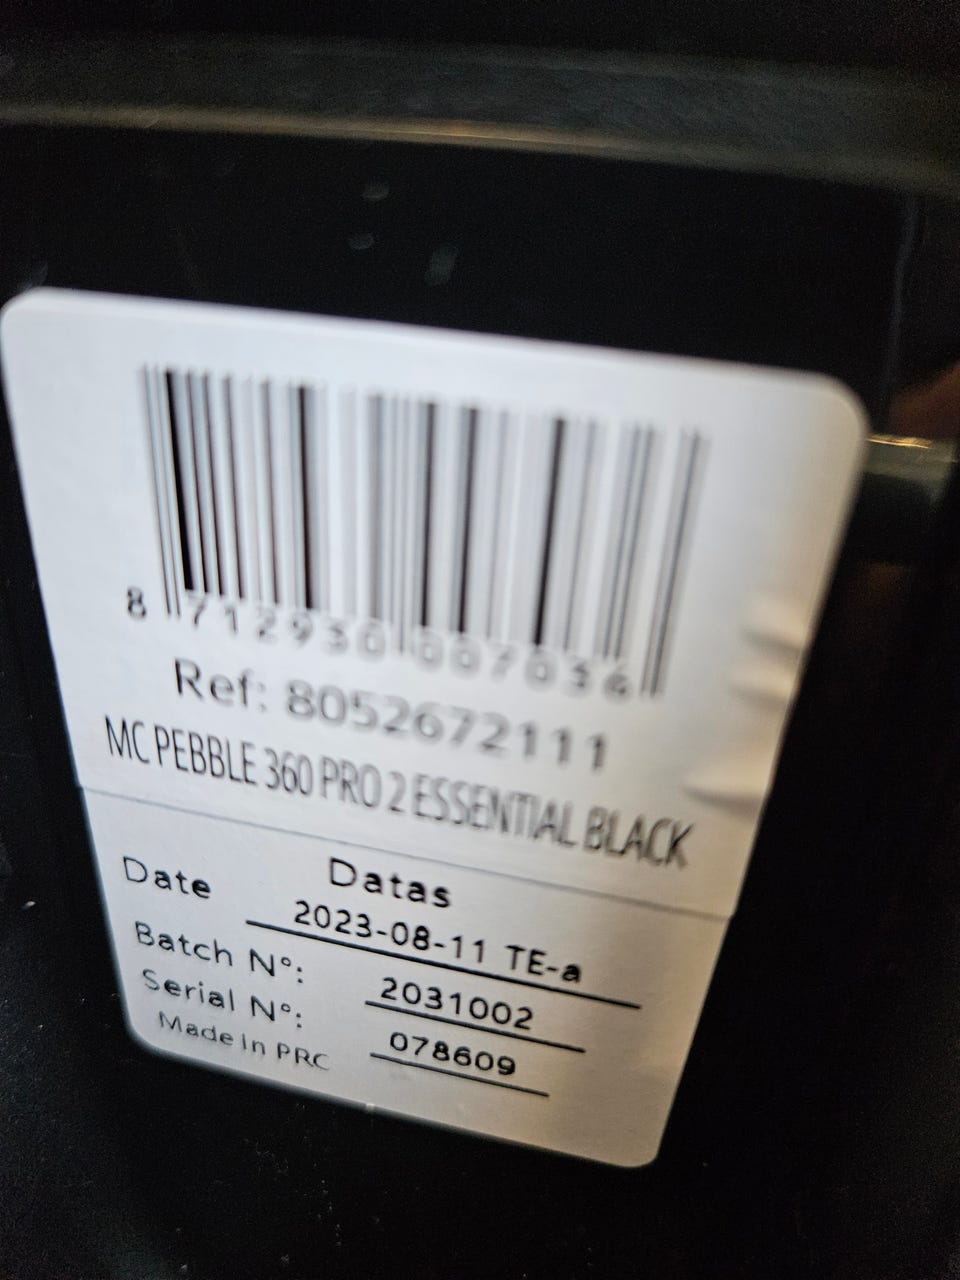 8 712930 007036
Ref: 8052672111
MC PEBBLE 360 PRO 2 ESSENTIAL BLACK
Datas
Date 2023-08-11 TE-a
Batch N°: 2031002
Serial N°: 078609
Made In PRC